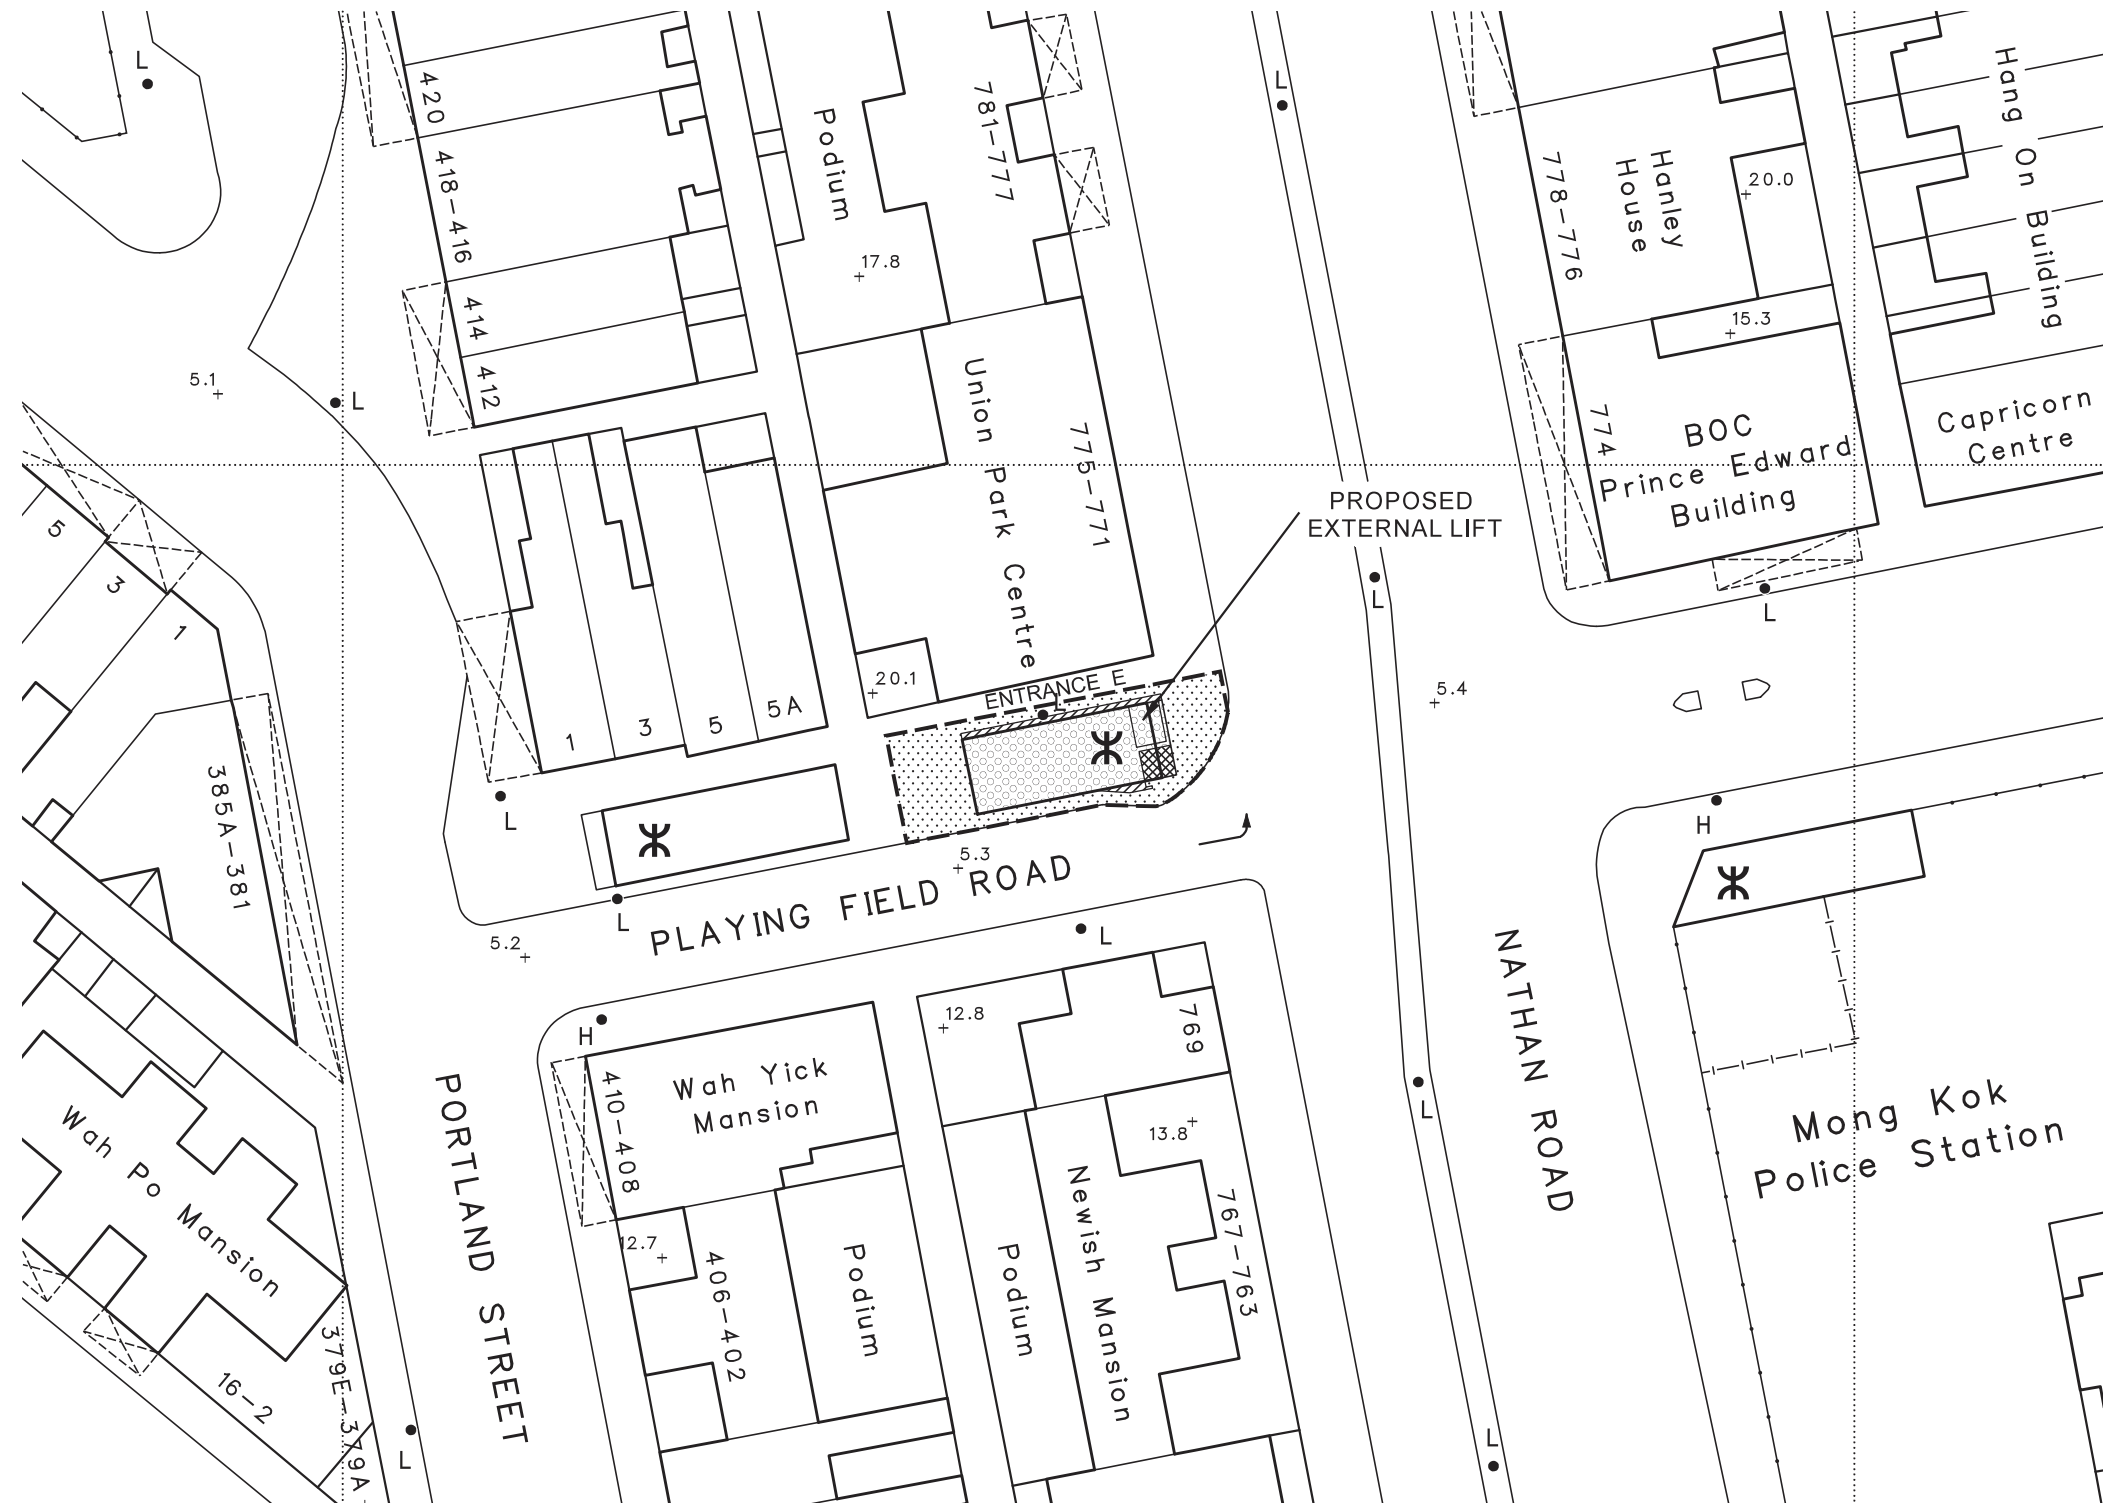 L
420
418-416
414
412
Podium
781-777
17.8
L
778-776
Hanley
House
20.0
15.3
Hang On Building
5.1
L
Union Park Centre
775-771
774
BOC
Prince Edward
Building
Capricorn
Centre
PROPOSED
EXTERNAL LIFT
5
3
1
L
L
1
3
5
5A
20.1
ENTRANCE E
L
5.4
385A-381
L
H
5.3
L
PLAYING FIELD ROAD
5.2
L
NATHAN ROAD
H
12.8
769
Wah Yick
Mansion
410-408
PORTLAND STREET
13.8
L
Mong Kok
Police Station
Wah Po Mansion
12.7
406-402
Podium
Podium
Newish Mansion
767-763
379E-379A
16-2
L
L